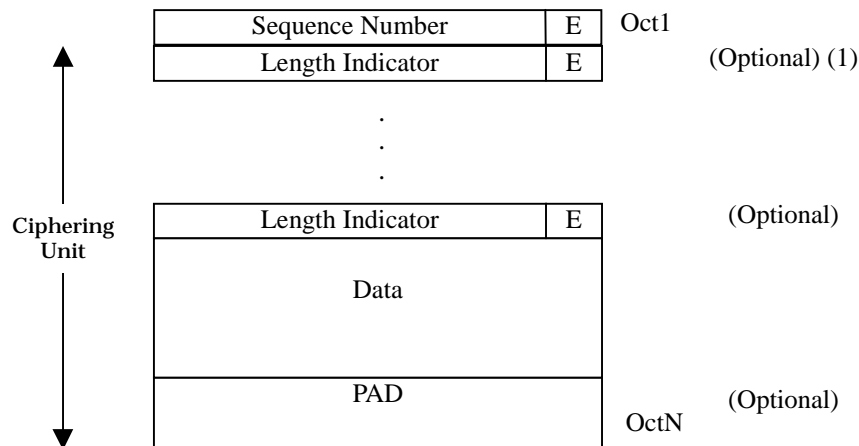 Sequence Number E Oct1
Length Indicator E (Optional) (1)
.
.
.
Length Indicator E (Optional)
Ciphering
Unit
Data
PAD (Optional)
OctN